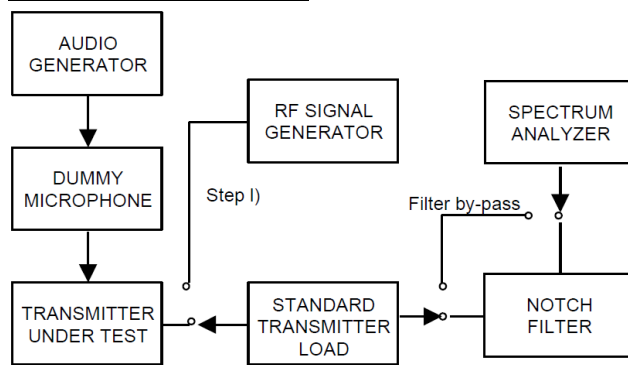 AUDIO
GENERATOR
RF SIGNAL
GENERATOR
SPECTRUM
ANALYZER
DUMMY
MICROPHONE
Step I)
Filter by-pass
TRANSMITTER
UNDER TEST
STANDARD
TRANSMITTER
LOAD
NOTCH
FILTER